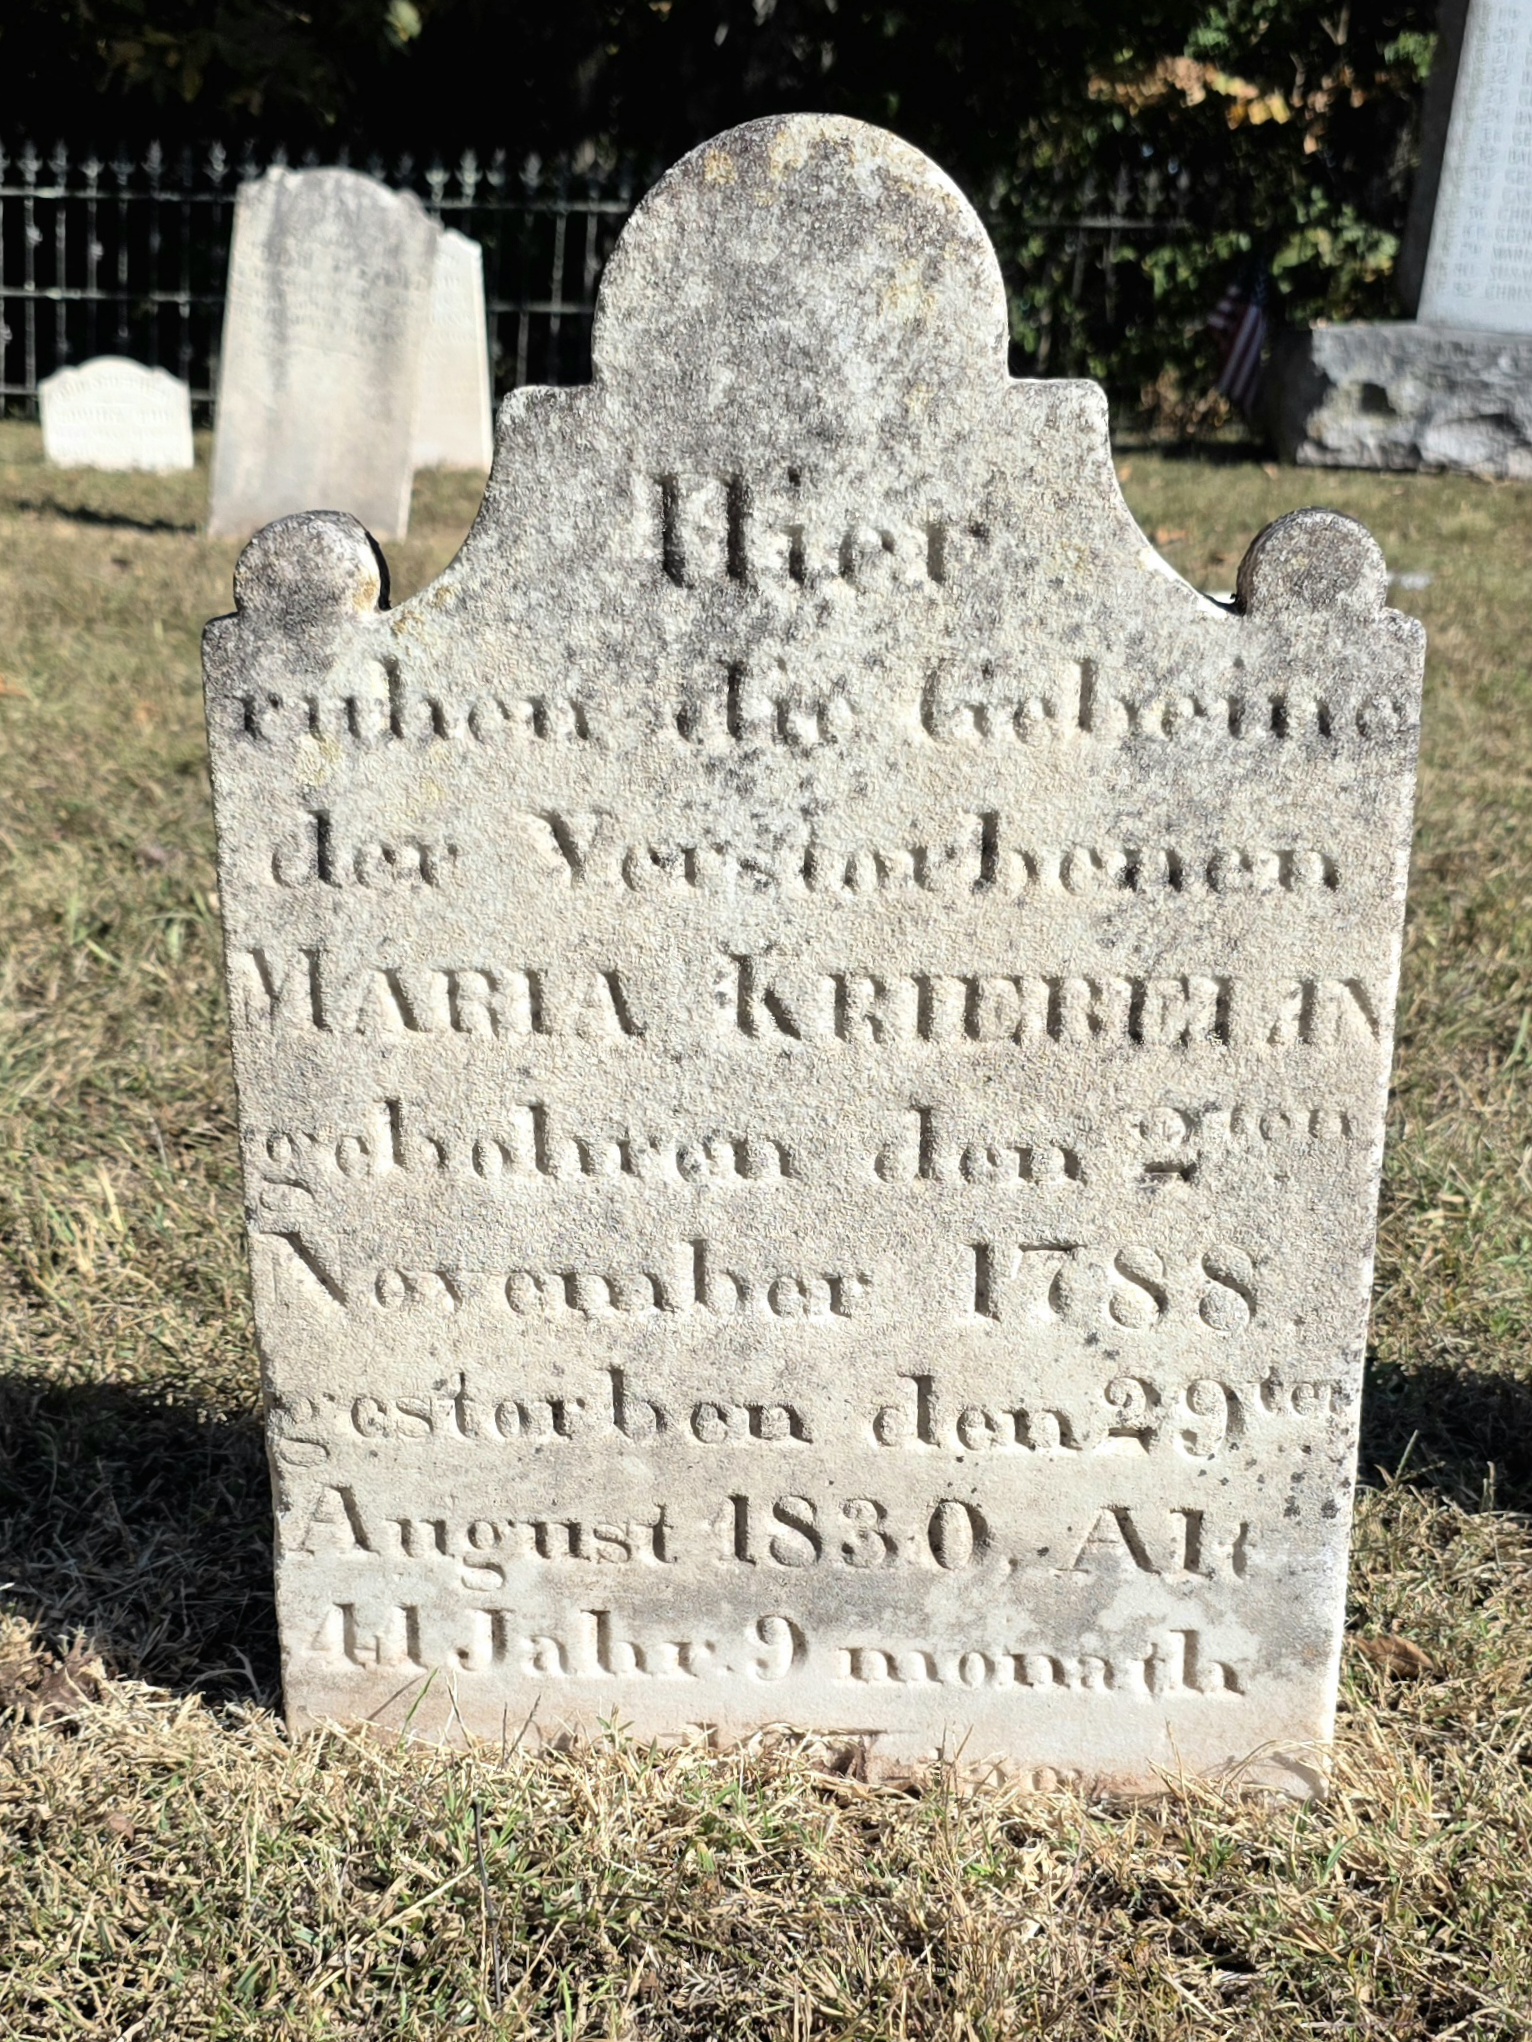 Hier
ruhen die Gebeine
der Verstorbenen
MARIA KRIEBELIN
gebohren den 2ten
November 1788
gestorben den 29ten
August 1830, Alt
41 Jahr. 9 monath